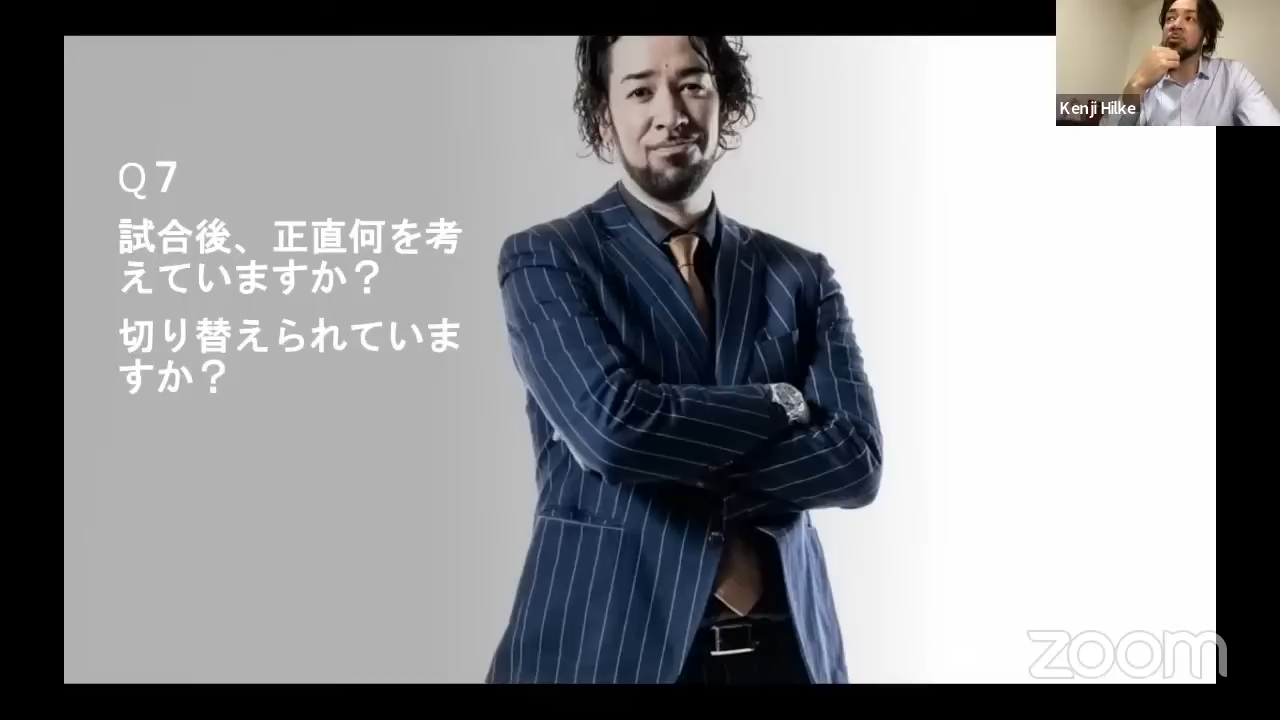 Q７
試合後、正直何を考
えていますか？
切り替えられていま
すか？
Kenji Hilke
zoom